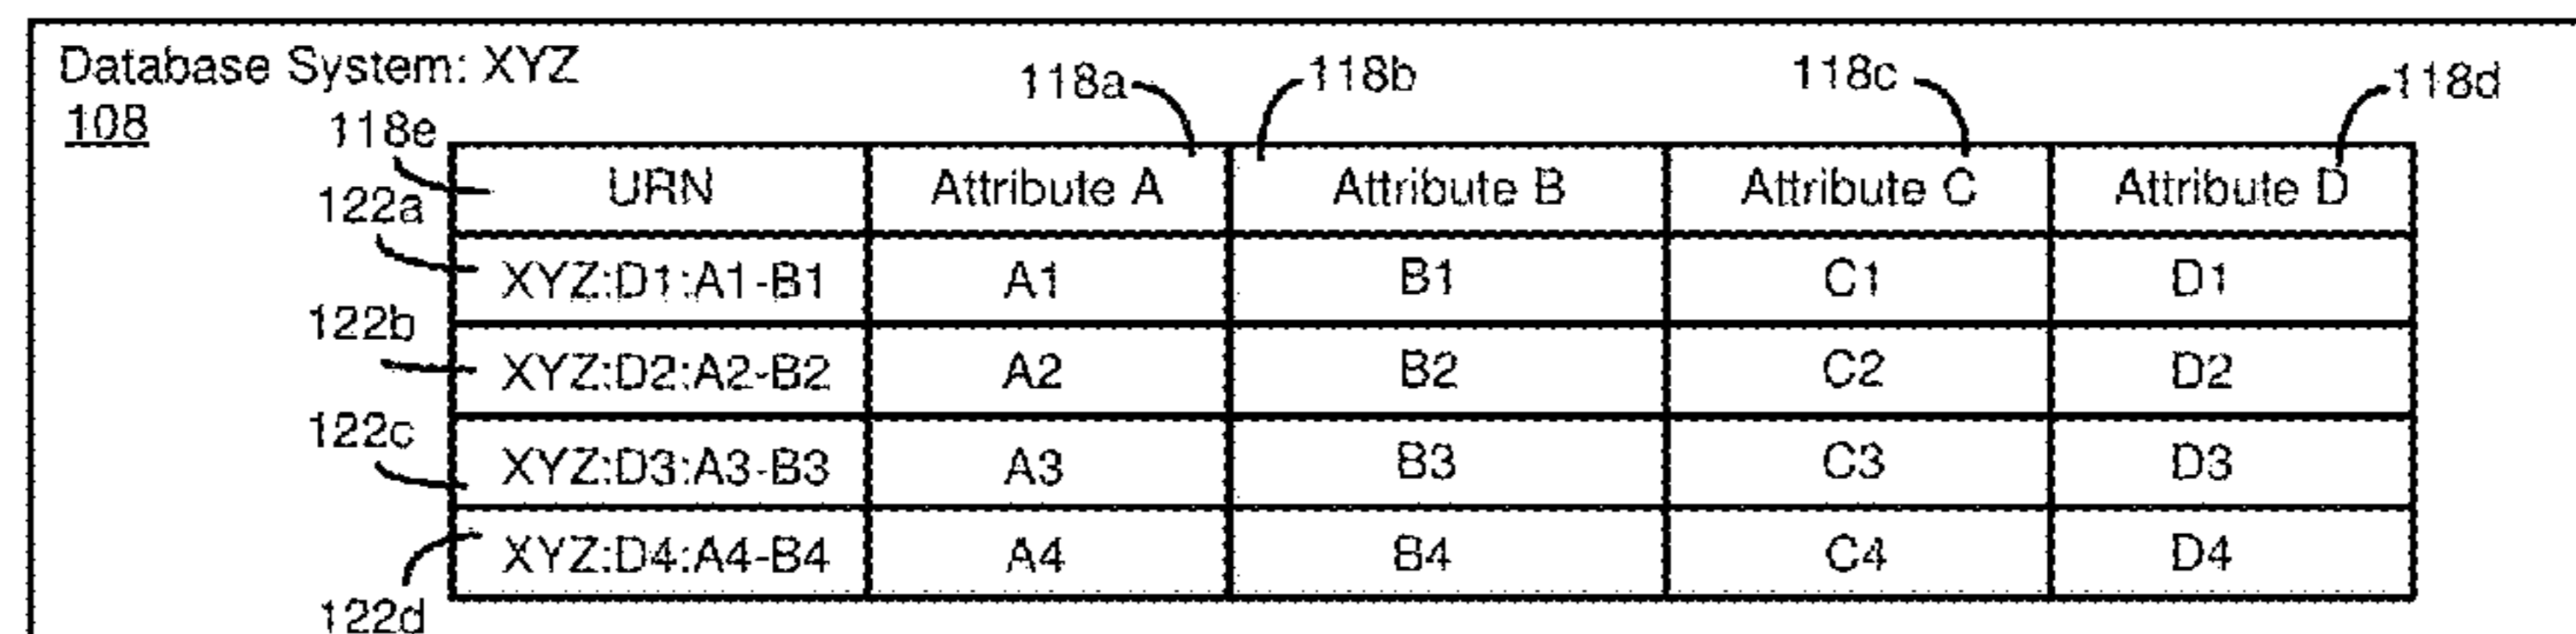 Database System: XYZ
108
118a 118b 118c 118d
118e
URN Attribute A Attribute B Attribute C Attribute D
122a
XYZ:D1:A1-B1 A1 B1 C1 D1
122b
XYZ:D2:A2-B2 A2 B2 C2 D2
122c
XYZ:D3:A3-B3 A3 B3 C3 D3
XYZ:D4:A4-B4 A4 B4 C4 D4
122d